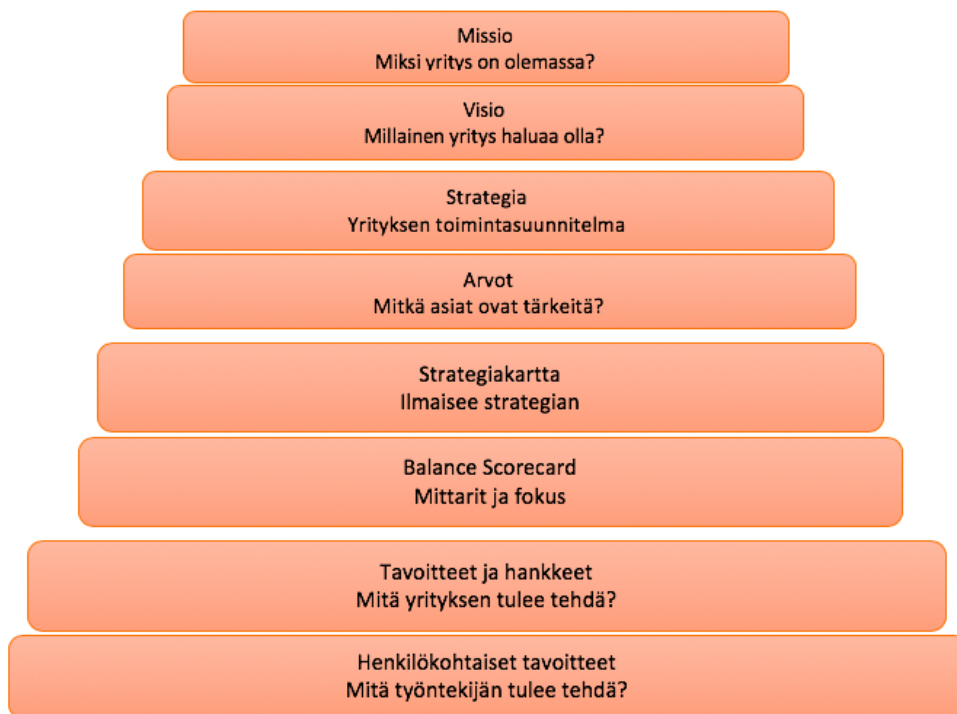 Missio
Miksi yritys on olemassa?
Visio
Millainen yritys haluaa olla?
Strategia
Yrityksen toimintasuunnitelma
Arvot
Mitkä asiat ovat tärkeitä?
Strategiakartta
Ilmaisee strategian
Balance Scorecard
Mittarit ja fokus
Tavoitteet ja hankkeet
Mitä yrityksen tulee tehdä?
Henkilökohtaiset tavoitteet
Mitä työntekijän tulee tehdä?